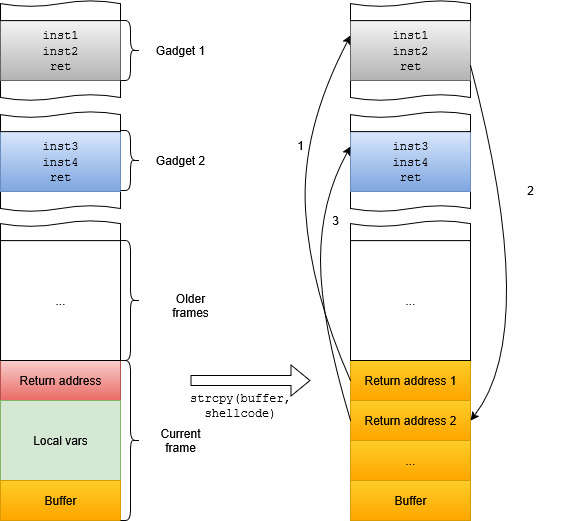 inst1
inst2
ret
Gadget 1
inst3
inst4
ret
Gadget 2
...
Older
frames
Return address
Local vars
Current
frame
Buffer
strcpy(buffer,
shellcode)
inst1
inst2
ret
1
inst3
inst4
ret
2
3
...
Return address 1
Return address 2
...
Buffer